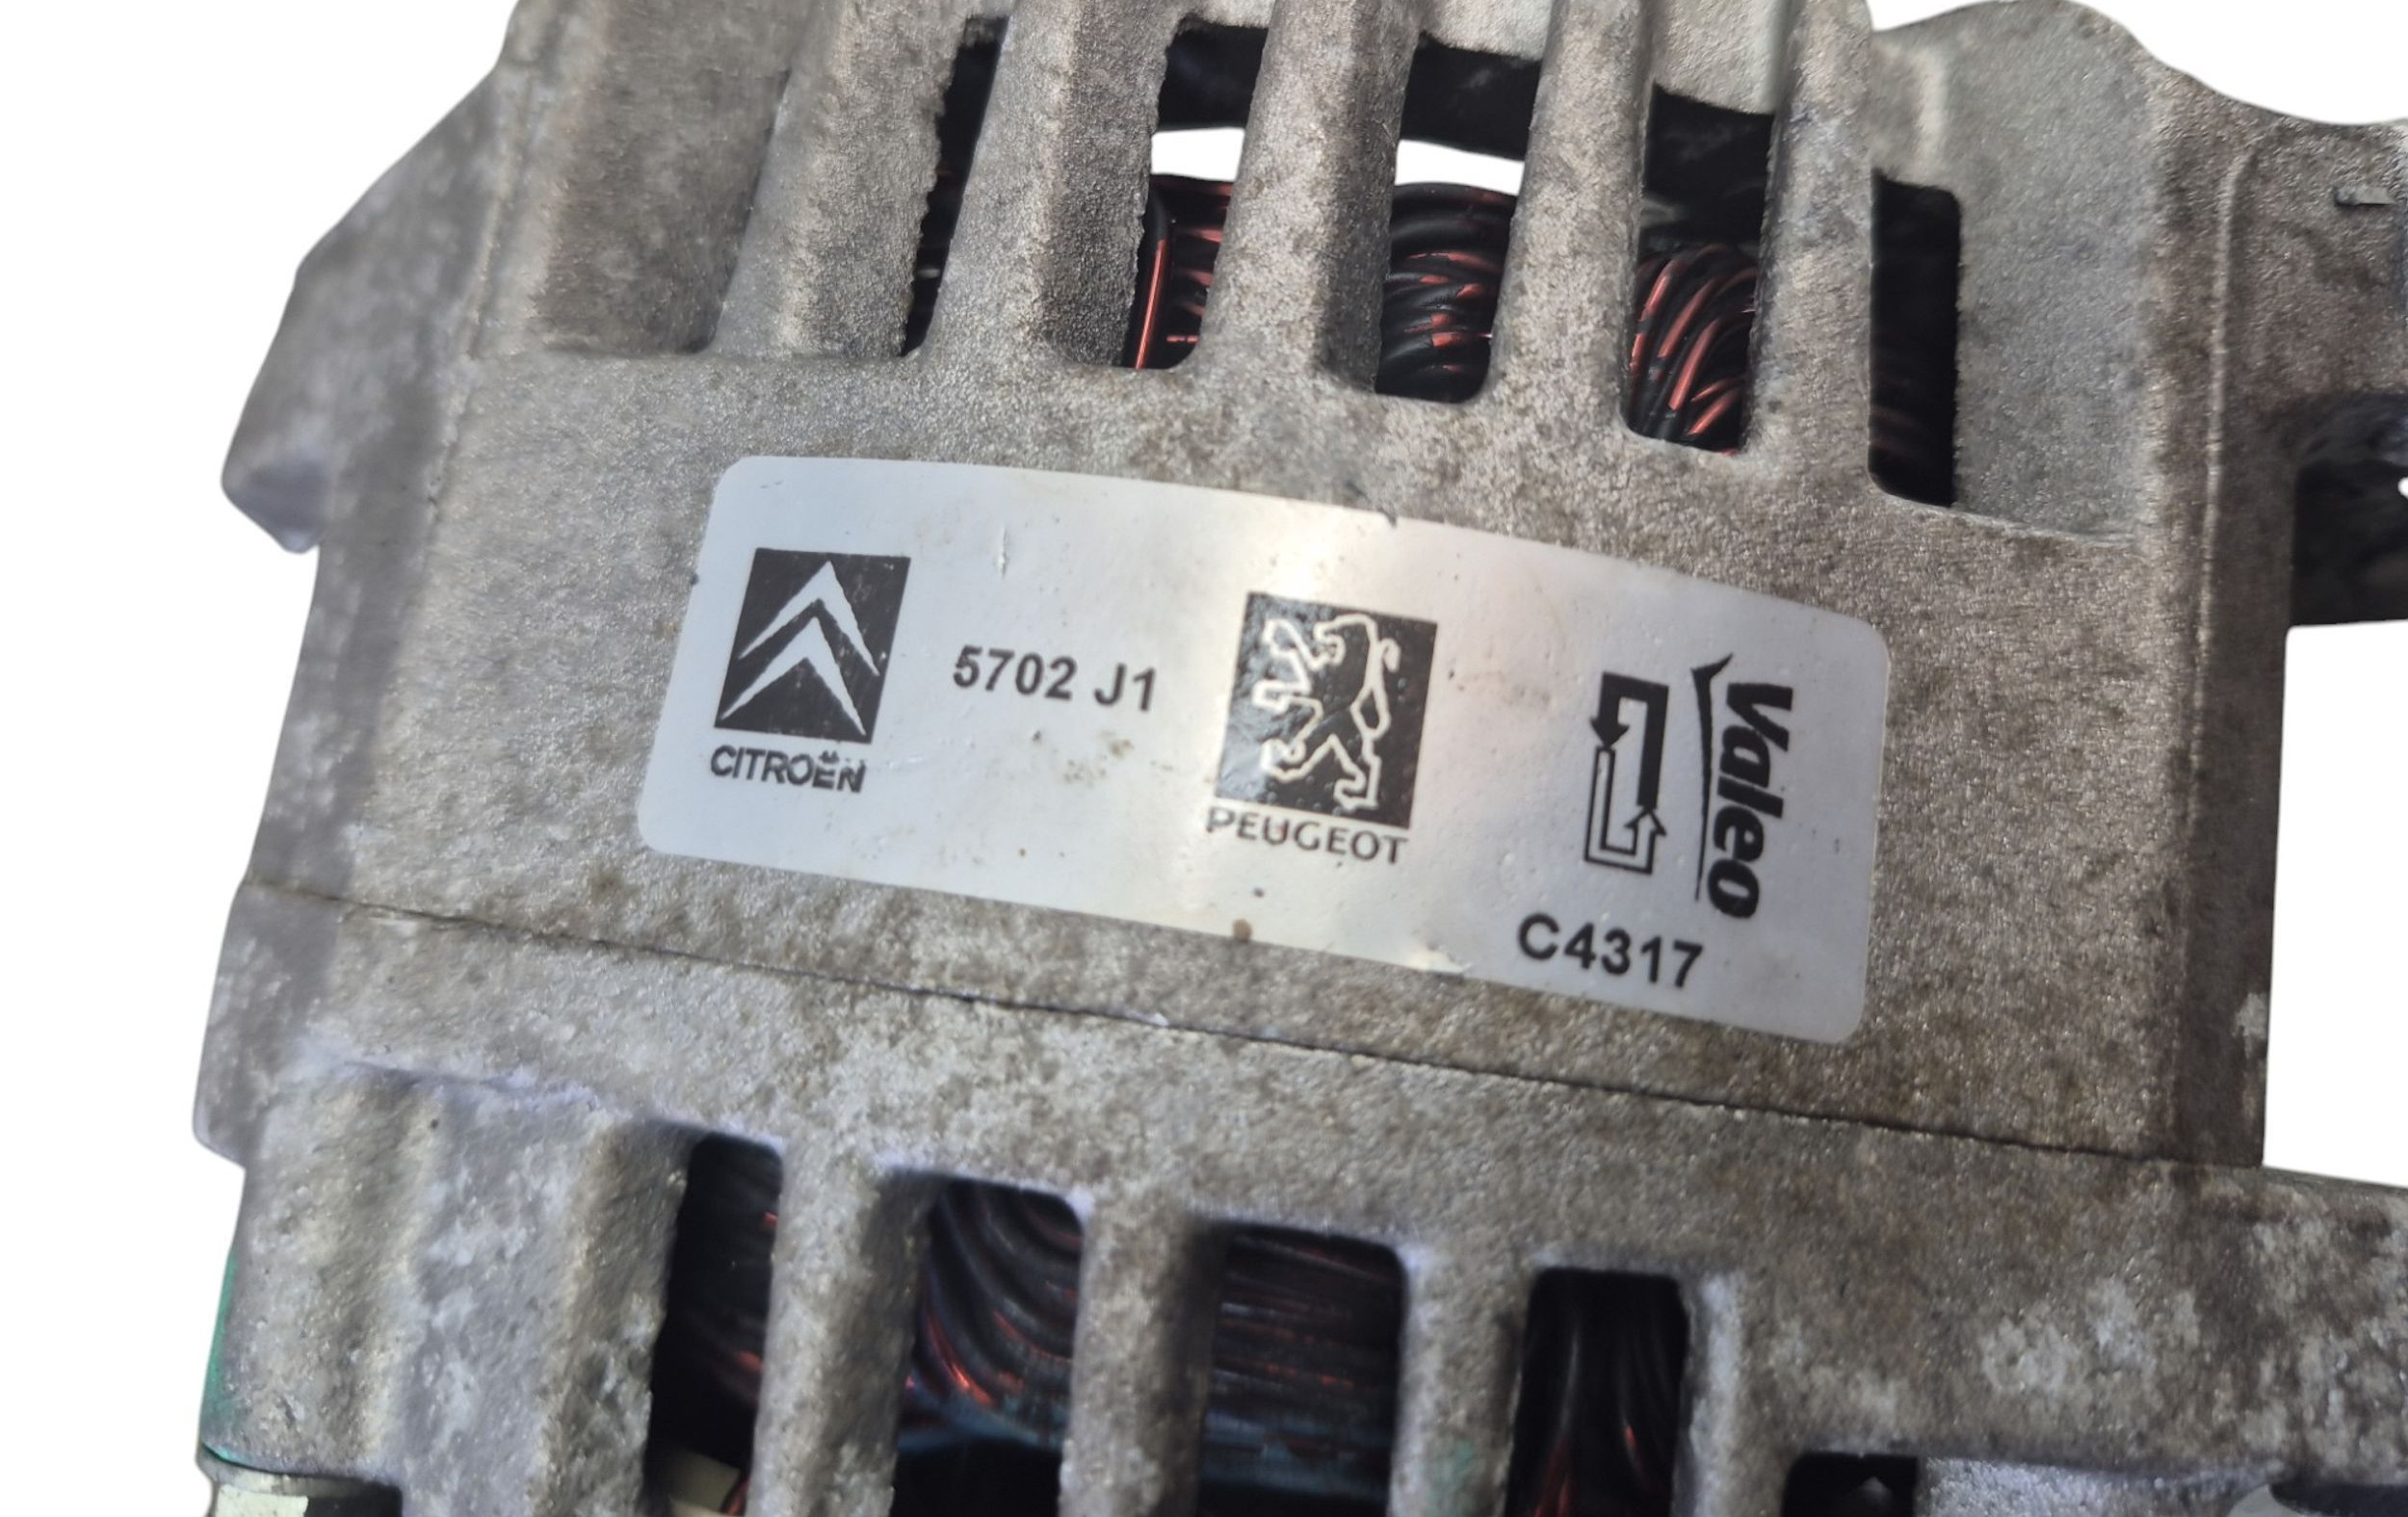 CITROËN
5702 J1
PEUGEOT
Valeo
C4317